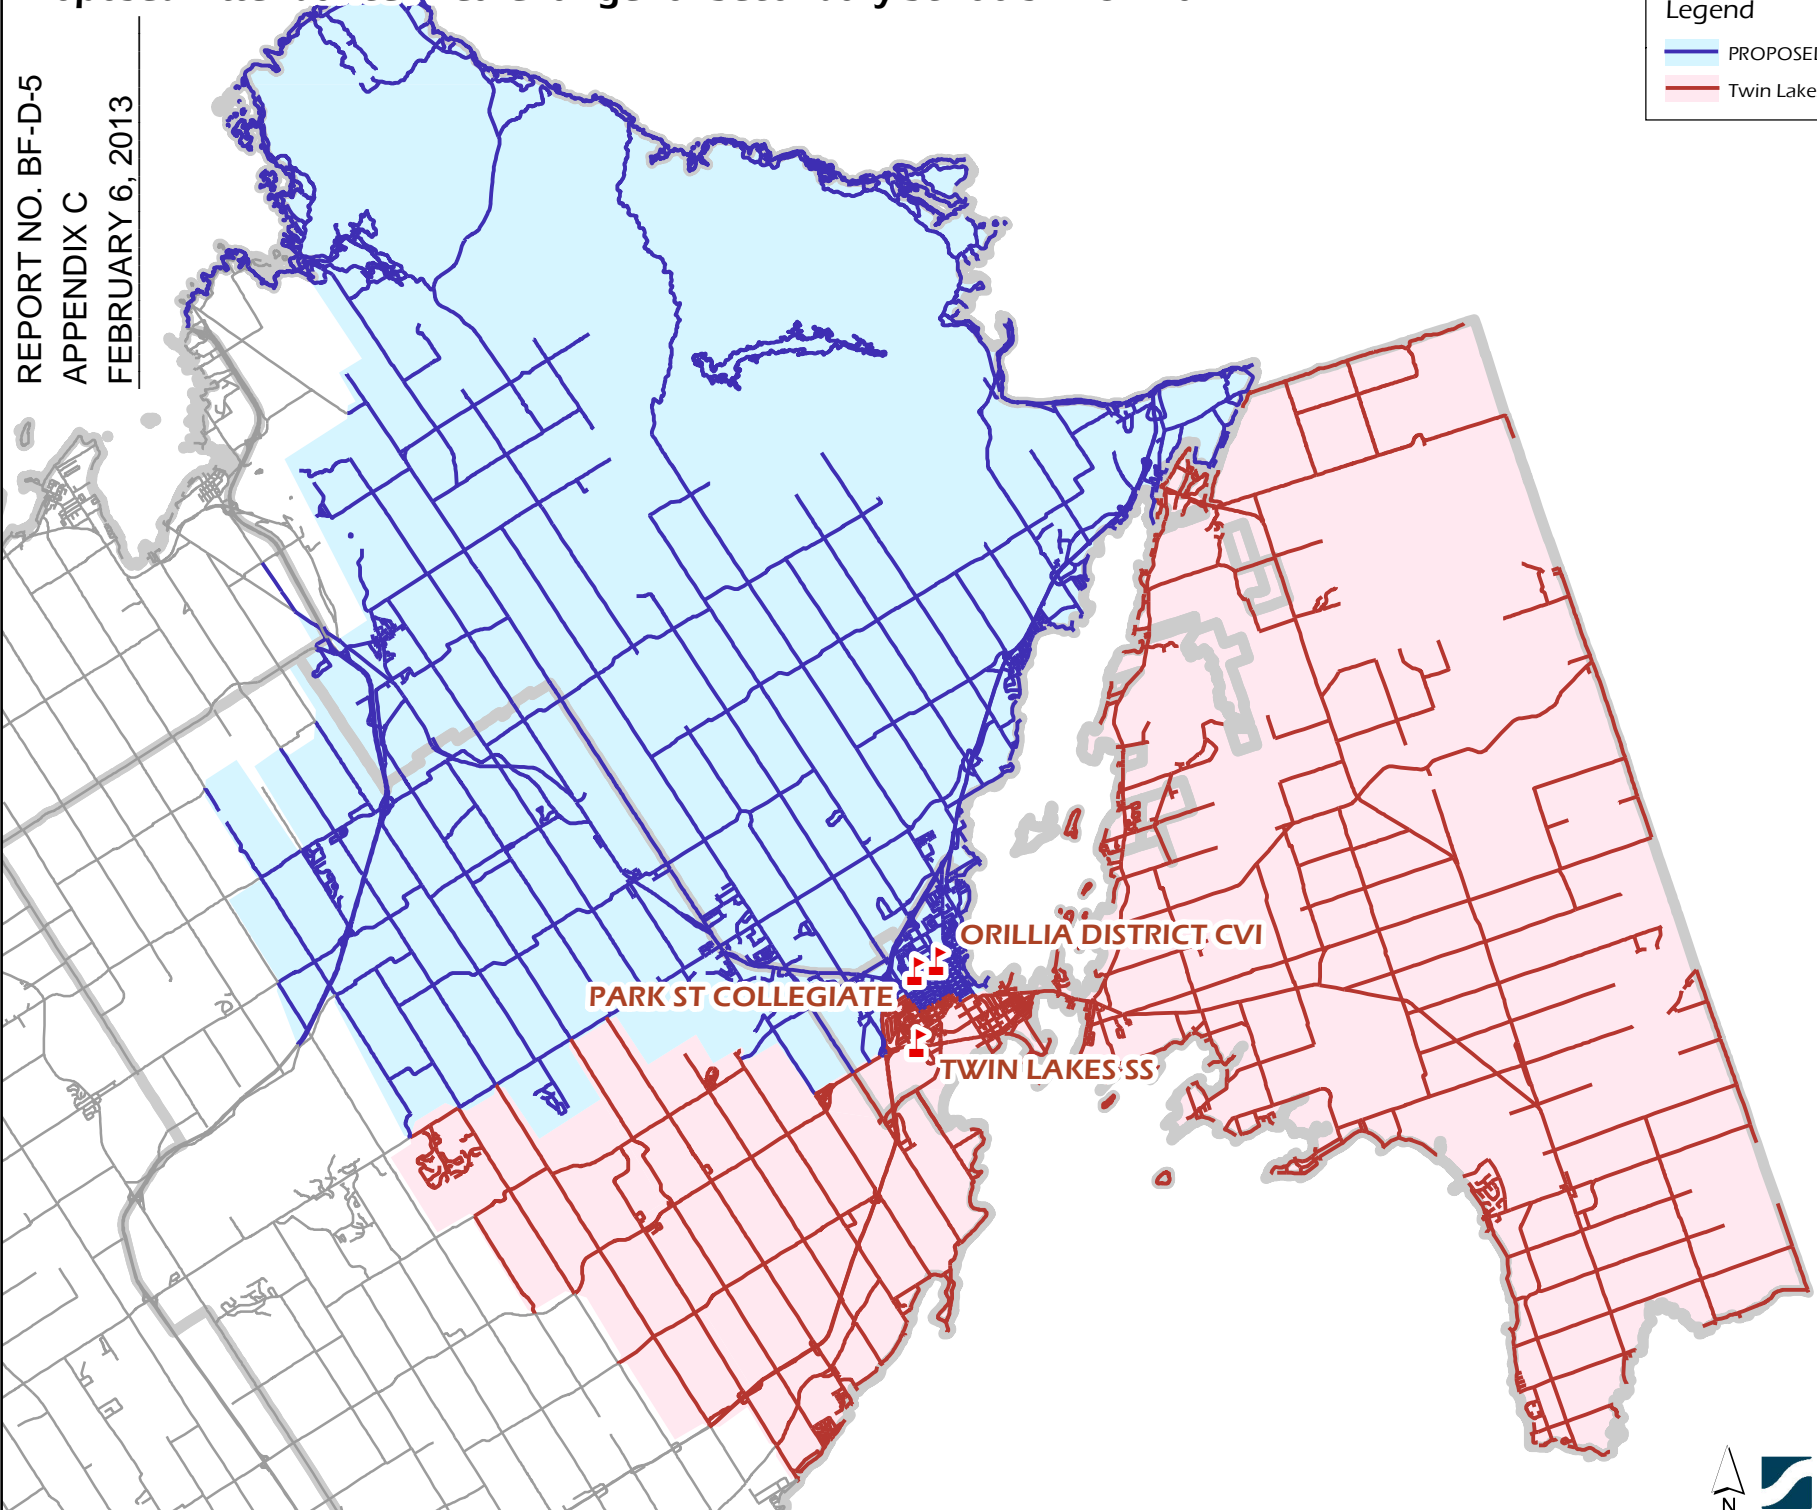 REPORT NO. BF-D-5
APPENDIX C
FEBRUARY 6, 2013
Legend
PROPOSED
Twin Lake
ORILLIA DISTRICT CVI
PARK ST COLLEGIATE
TWIN LAKES SS
N